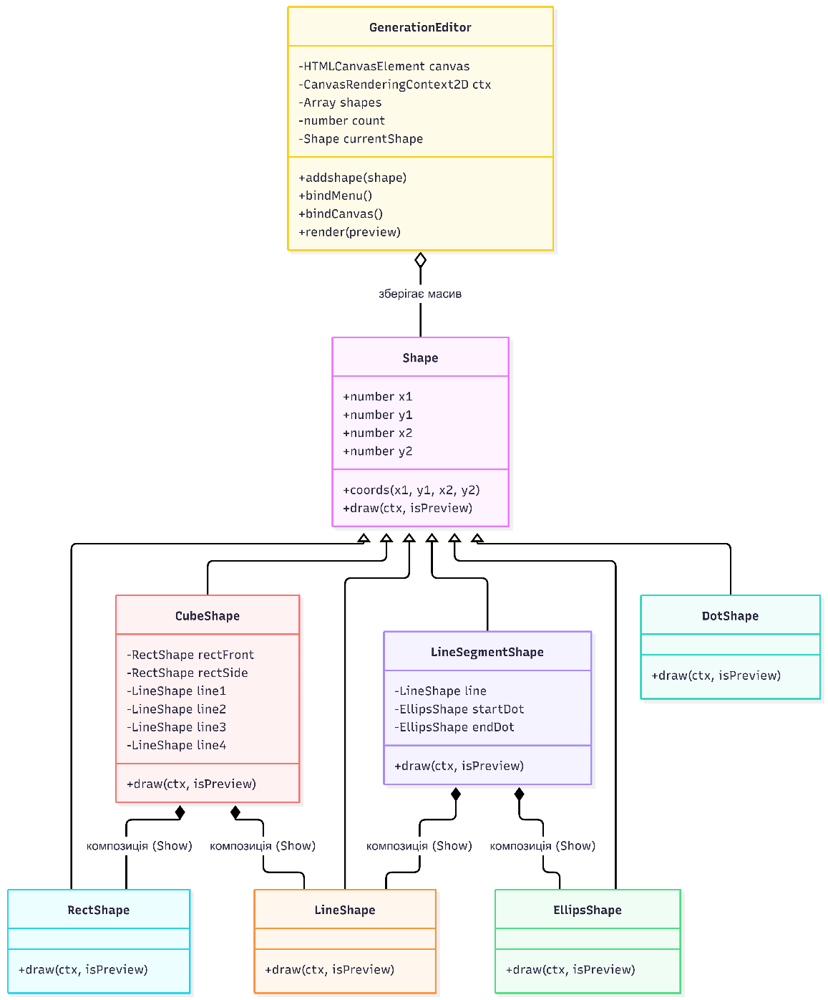 GenerationEditor
-HTMLCanvasElement canvas
-CanvasRenderingContext2D ctx
-Array shapes
-number count
-Shape currentShape
+addshape(shape)
+bindMenu()
+bindCanvas()
+render(preview)
зберігає масив
Shape
+number x1
+number y1
+number x2
+number y2
+coords(x1, y1, x2, y2)
+draw(ctx, isPreview)
CubeShape
-RectShape rectFront
-RectShape rectSide
-LineShape line1
-LineShape line2
-LineShape line3
-LineShape line4
+draw(ctx, isPreview)
LineSegmentShape
-LineShape line
-EllipsShape startDot
-EllipsShape endDot
+draw(ctx, isPreview)
DotShape
+draw(ctx, isPreview)
композиція (Show)
композиція (Show)
композиція (Show)
композиція (Show)
RectShape
+draw(ctx, isPreview)
LineShape
+draw(ctx, isPreview)
EllipsShape
+draw(ctx, isPreview)